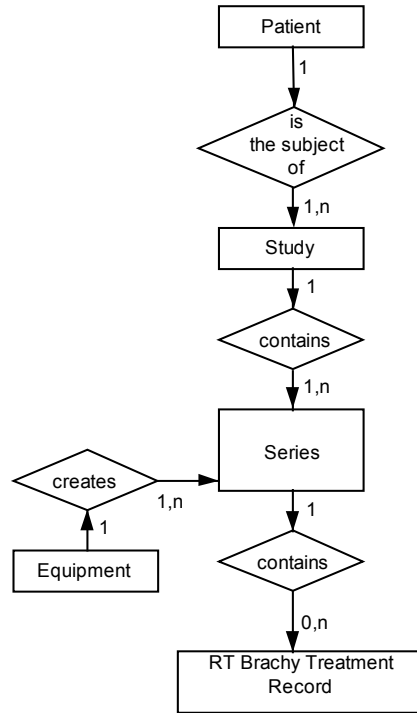 Patient
1
is
the subject
of
1,n
Study
1
contains
1,n
Series
creates
1,n
1
Equipment
1
contains
0,n
RT Brachy Treatment
Record